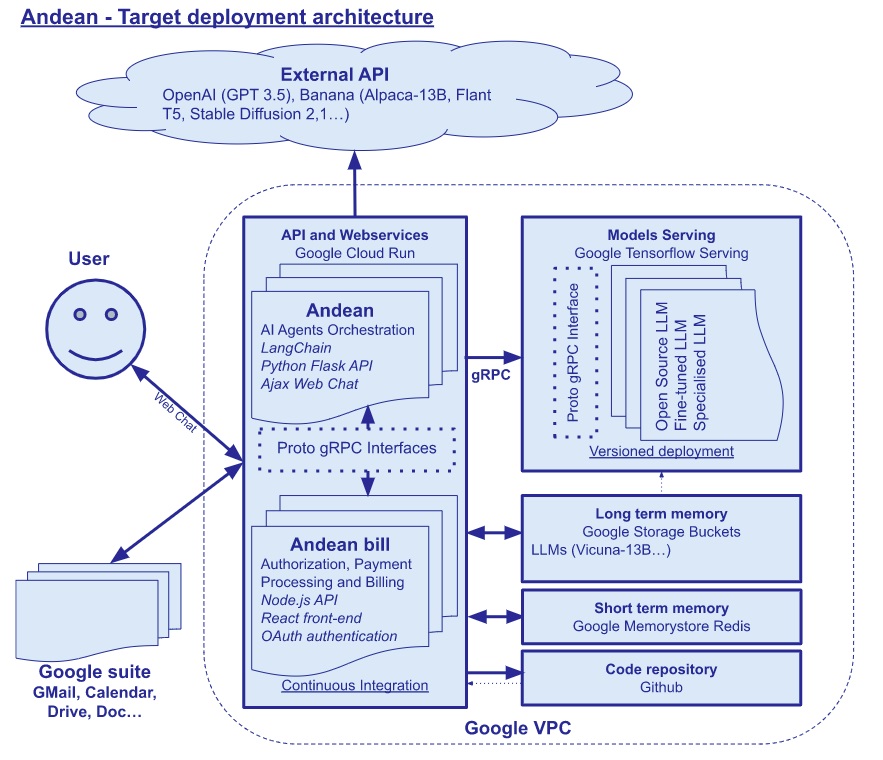 Andean - Target deployment architecture
External API
OpenAI (GPT 3.5), Banana (Alpaca-13B, Flant
T5, Stable Diffusion 2,1…)
User
Web Chat
Google suite
GMail, Calendar,
Drive, Doc…
API and Webservices
Google Cloud Run
Andean
AI Agents Orchestration
LangChain
Python Flask API
Ajax Web Chat
Proto gRPC Interfaces
Andean bill
Authorization, Payment
Processing and Billing
Node.js API
React front-end
OAuth authentication
Continuous Integration
gRPC
Models Serving
Google Tensorflow Serving
Proto gRPC Interface
Open Source LLM
Fine-tuned LLM
Specialised LLM
Versioned deployment
Long term memory
Google Storage Buckets
LLMs (Vicuna-13B…)
Short term memory
Google Memorystore Redis
Code repository
Github
Google VPC